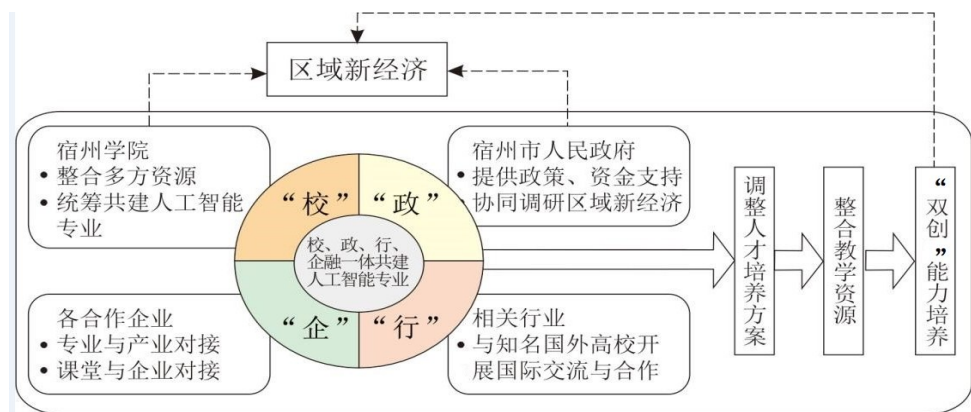 区域新经济
宿州学院
• 整合多方资源
• 统筹共建人工智能
专业
宿州市人民政府
• 提供政策、资金支持
• 协同调研区域新经济
“校”
“政”
校、政、行、
企融一体共建
人工智能专业
“企”
“行”
各合作企业
• 专业与产业对接
• 课堂与企业对接
相关行业
• 与知名国外高校开
展国际交流与合作
调整人才培养方案
整合教学资源
“双创”能力培养